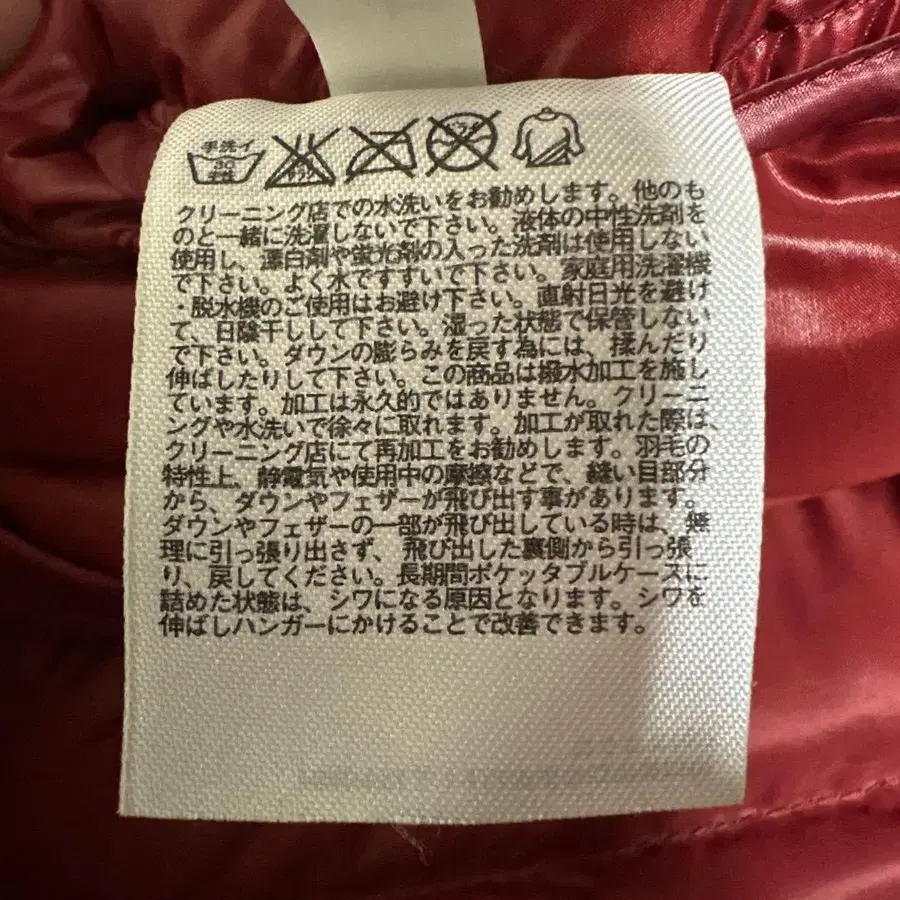 手洗イ
30
中性
エンソサラシ
ドライ
クリーニング店での水洗いをお勧めします。他のも
のと一緒に洗濯しないで下さい。液体の中性洗剤を
使用し、漂白剤や蛍光剤の入った洗剤は使用しない
で下さい。よく水ですすいで下さい。家庭用洗濯機
・脱水機のご使用はお避け下さい。直射日光を避け
て、日陰干しして下さい。湿った状態で保管しない
で下さい。ダウンの膨らみを戻す為には、揉んだり
伸ばしたりして下さい。この商品は撥水加工を施し
ています。加工は永久的ではありません。クリーニ
ングや水洗いで徐々に取れます。加工が取れた際は、
クリーニング店にて再加工をお勧めします。羽毛の
特性上、静電気や使用中の摩擦などで、縫い目部分
から、ダウンやフェザーが飛び出す事があります。
ダウンやフェザーの一部が飛び出している時は、無
理に引っ張り出さず、飛び出した裏側から引っ張
り、戻してください。長期間ポケッタブルケースに
詰めた状態は、シワになる原因となります。シワを
伸ばしハンガーにかけることで改善できます。